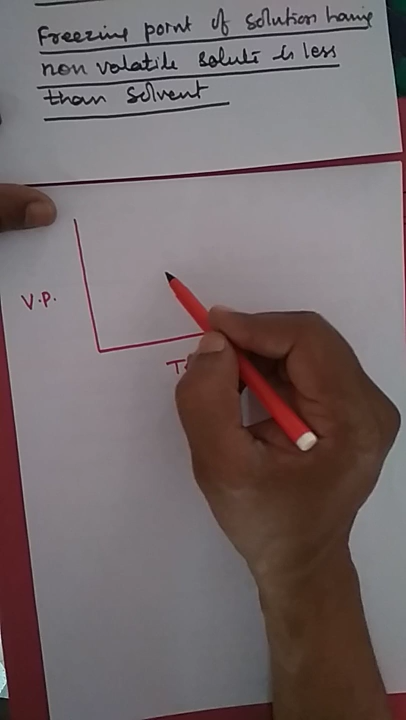 Freezing point of solution having
non volatile solute is less
than solvent
V.P.